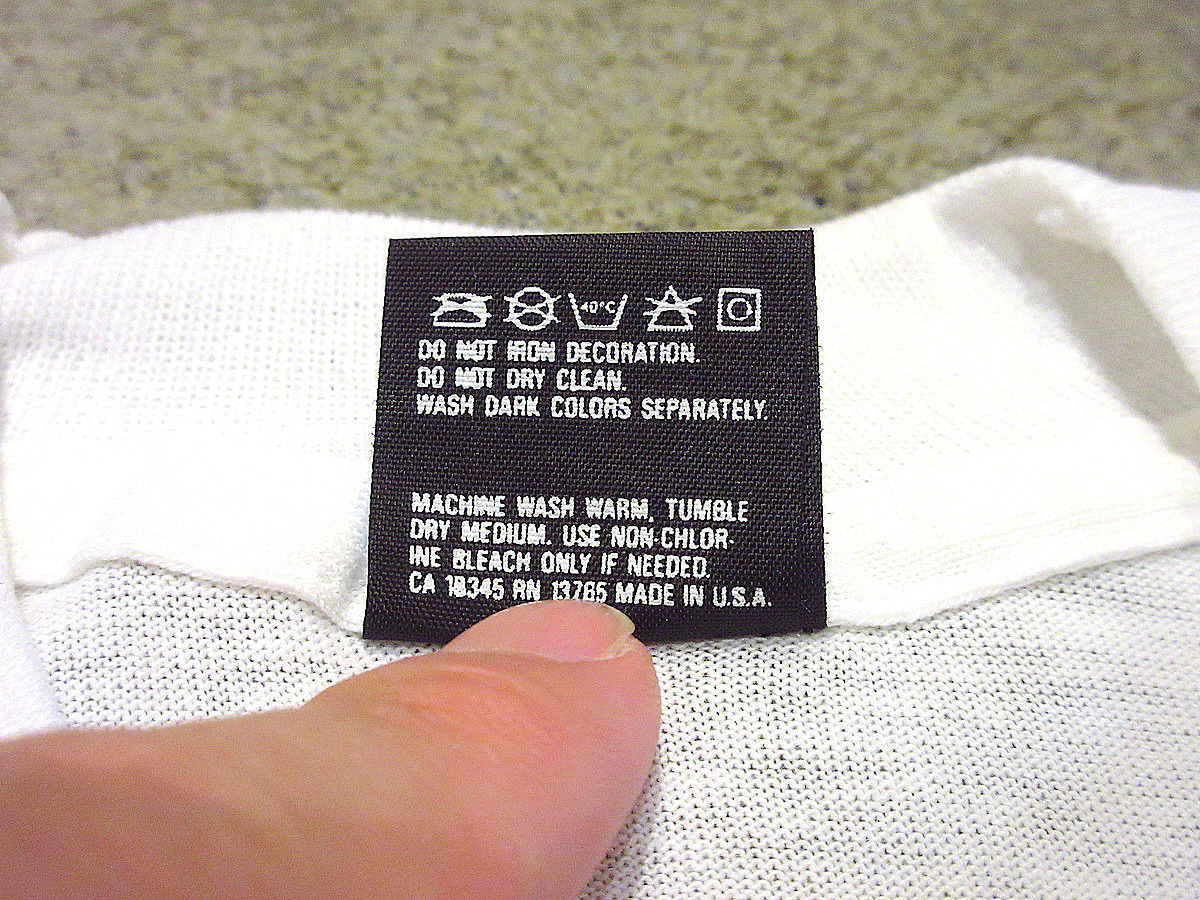 40°C
DO NOT IRON DECORATION.
DO NOT DRY CLEAN.
WASH DARK COLORS SEPARATELY.
MACHINE WASH WARM, TUMBLE
DRY MEDIUM. USE NON-CHLOR-
INE BLEACH ONLY IF NEEDED.
CA 18345 RN 13765 MADE IN U.S.A.